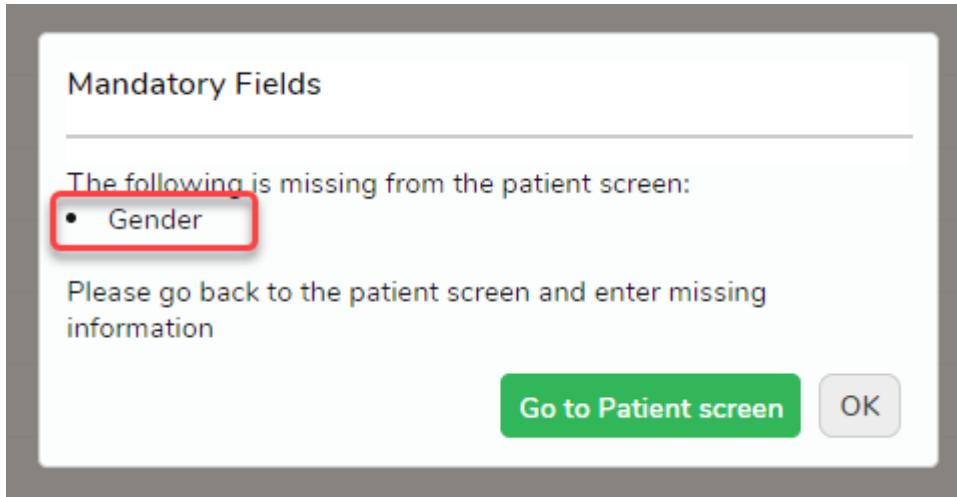 Mandatory Fields
The following is missing from the patient screen:
• Gender
Please go back to the patient screen and enter missing
information
Go to Patient screen
OK